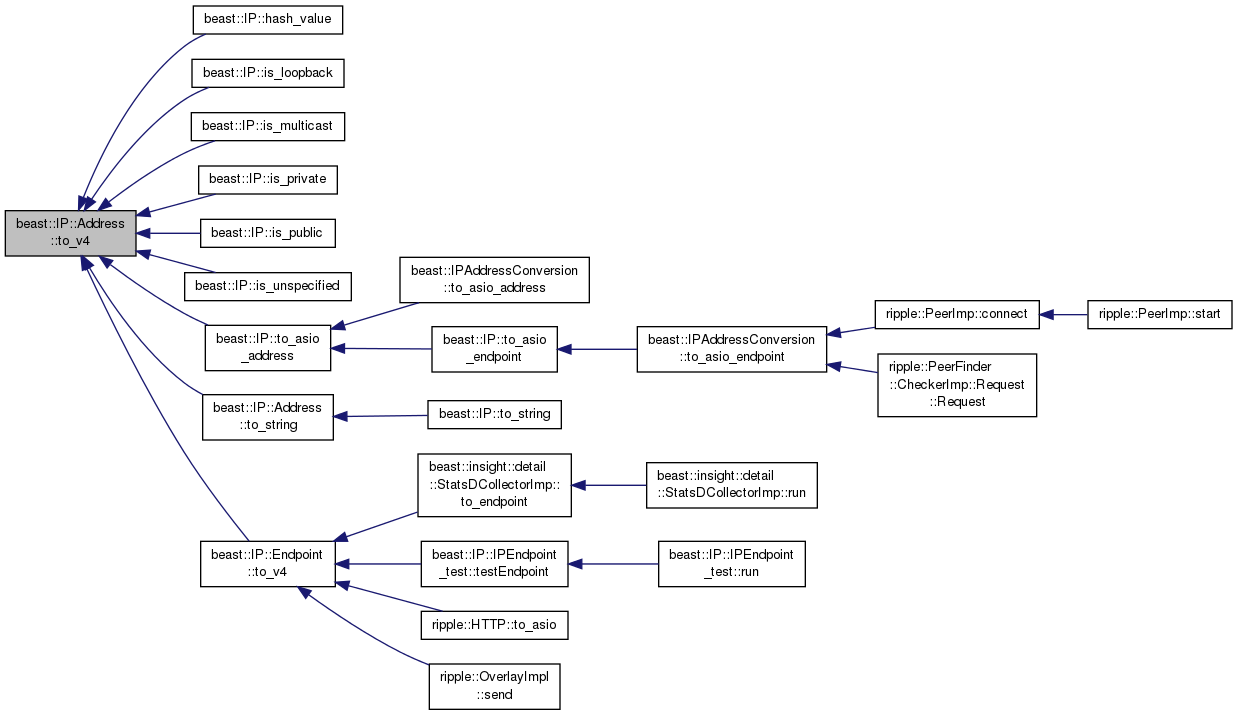 beast::IP::hash_value
beast::IP::is_loopback
beast::IP::is_multicast
beast::IP::is_private
beast::IP::Address
::to_v4
beast::IP::is_public
beast::IP::is_unspecified
beast::IPAddressConversion
::to_asio_address
beast::IP::to_asio
_address
beast::IP::to_asio
_endpoint
beast::IPAddressConversion
::to_asio_endpoint
ripple::PeerImp::connect
ripple::PeerImp::start
ripple::PeerFinder
::CheckerImp::Request
::Request
beast::IP::Address
::to_string
beast::IP::to_string
beast::insight::detail
::StatsDCollectorImp::
to_endpoint
beast::insight::detail
::StatsDCollectorImp::run
beast::IP::Endpoint
::to_v4
beast::IP::IPEndpoint
_test::testEndpoint
beast::IP::IPEndpoint
_test::run
ripple::HTTP::to_asio
ripple::OverlayImpl
::send